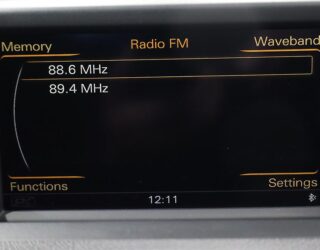 Memory Radio FM Waveband
88.6 MHz
89.4 MHz
Functions Settings
12:11